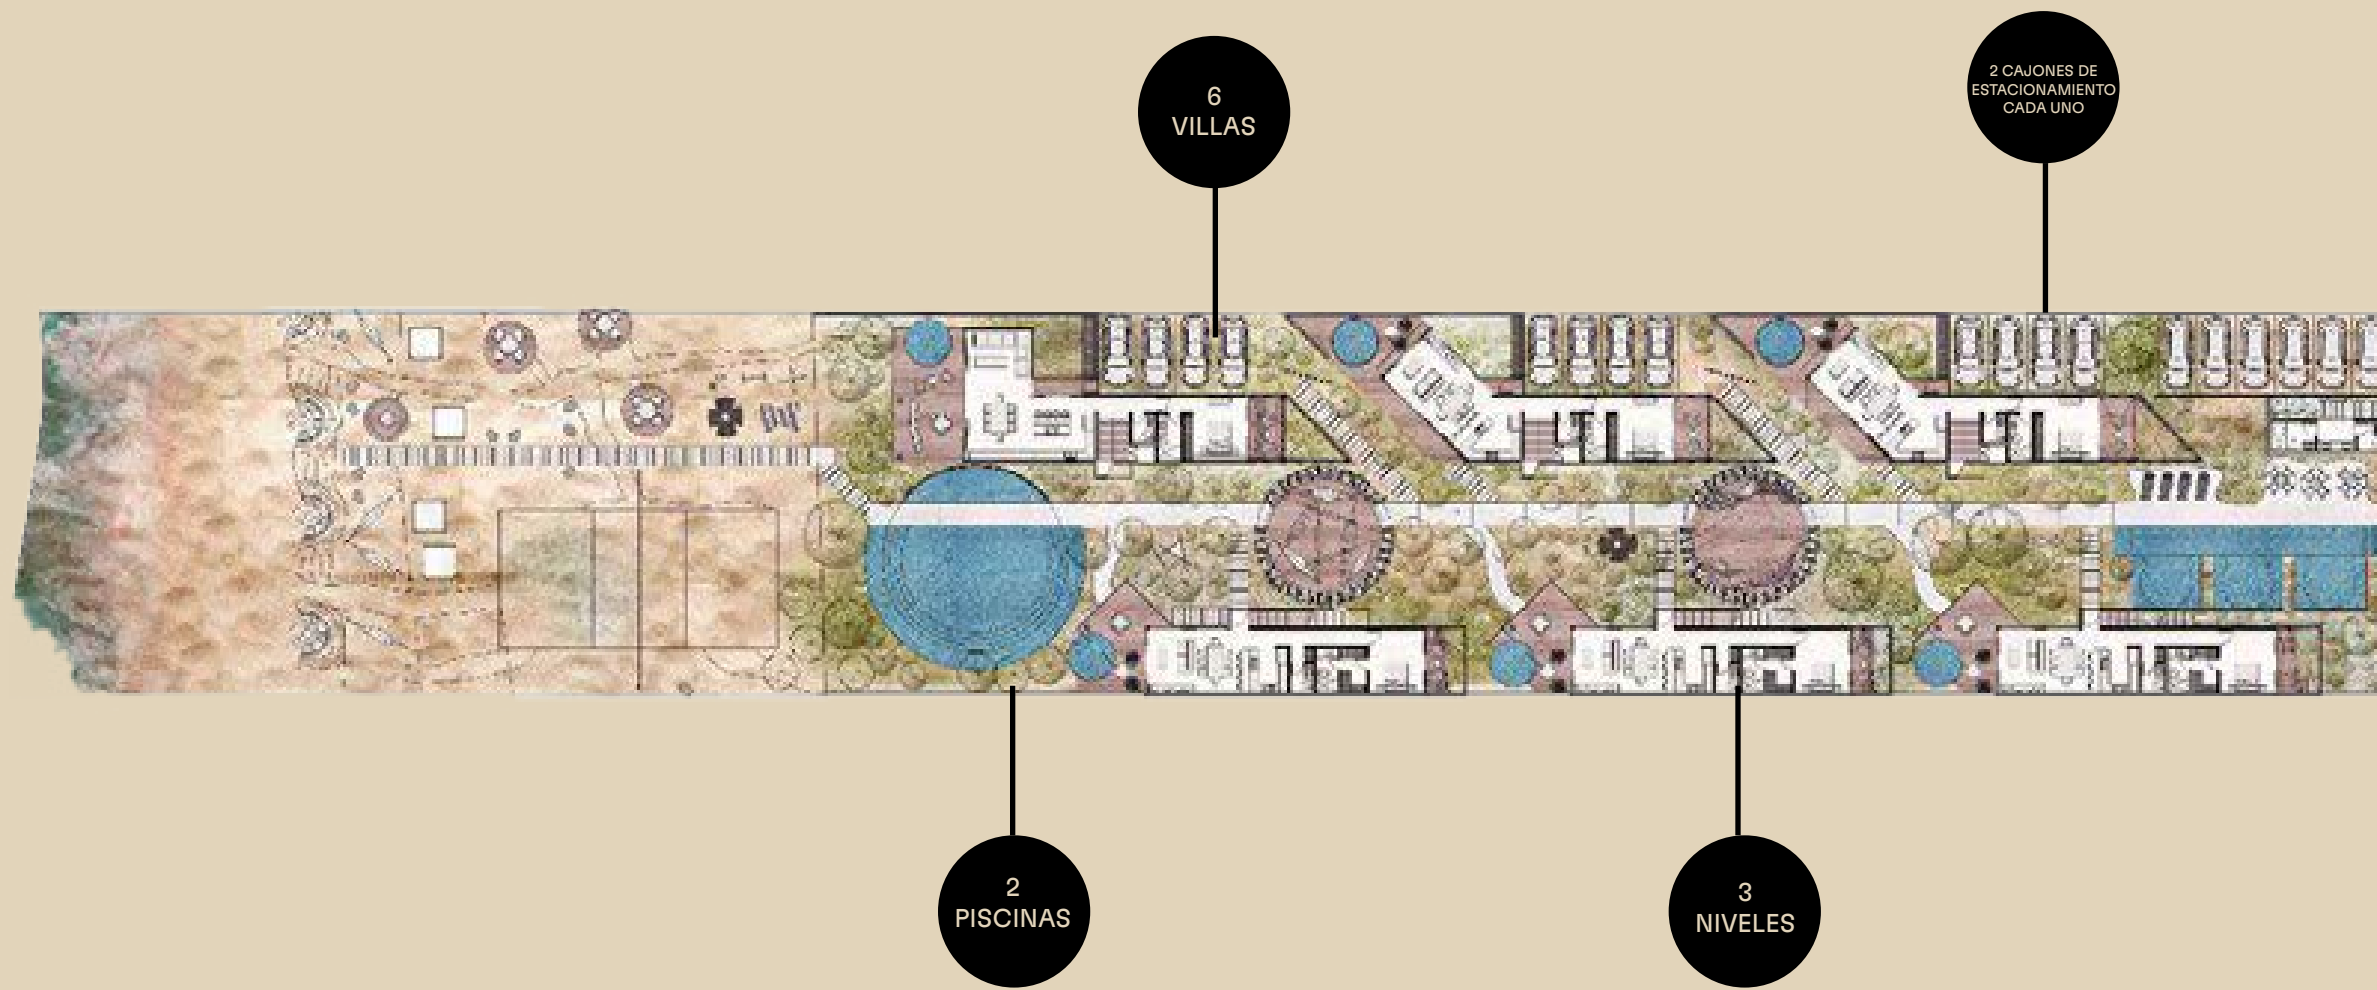 6
VILLAS
2 CAJONES DE
ESTACIONAMIENTO
CADA UNO
2
PISCINAS
3
NIVELES